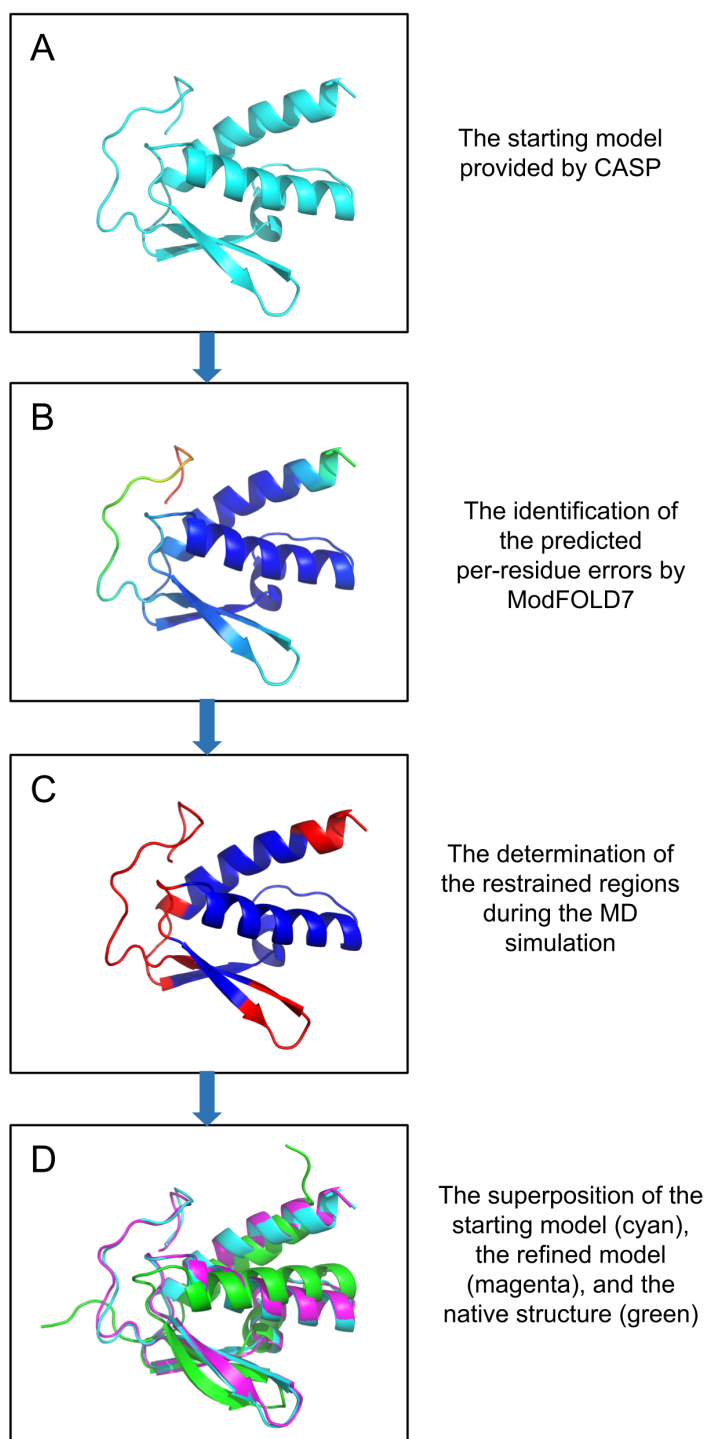 A
The starting model
provided by CASP
B
The identification of
the predicted
per-residue errors by
ModFOLD7
C
The determination of
the restrained regions
during the MD
simulation
D
The superposition of the
starting model (cyan),
the refined model
(magenta), and the
native structure (green)